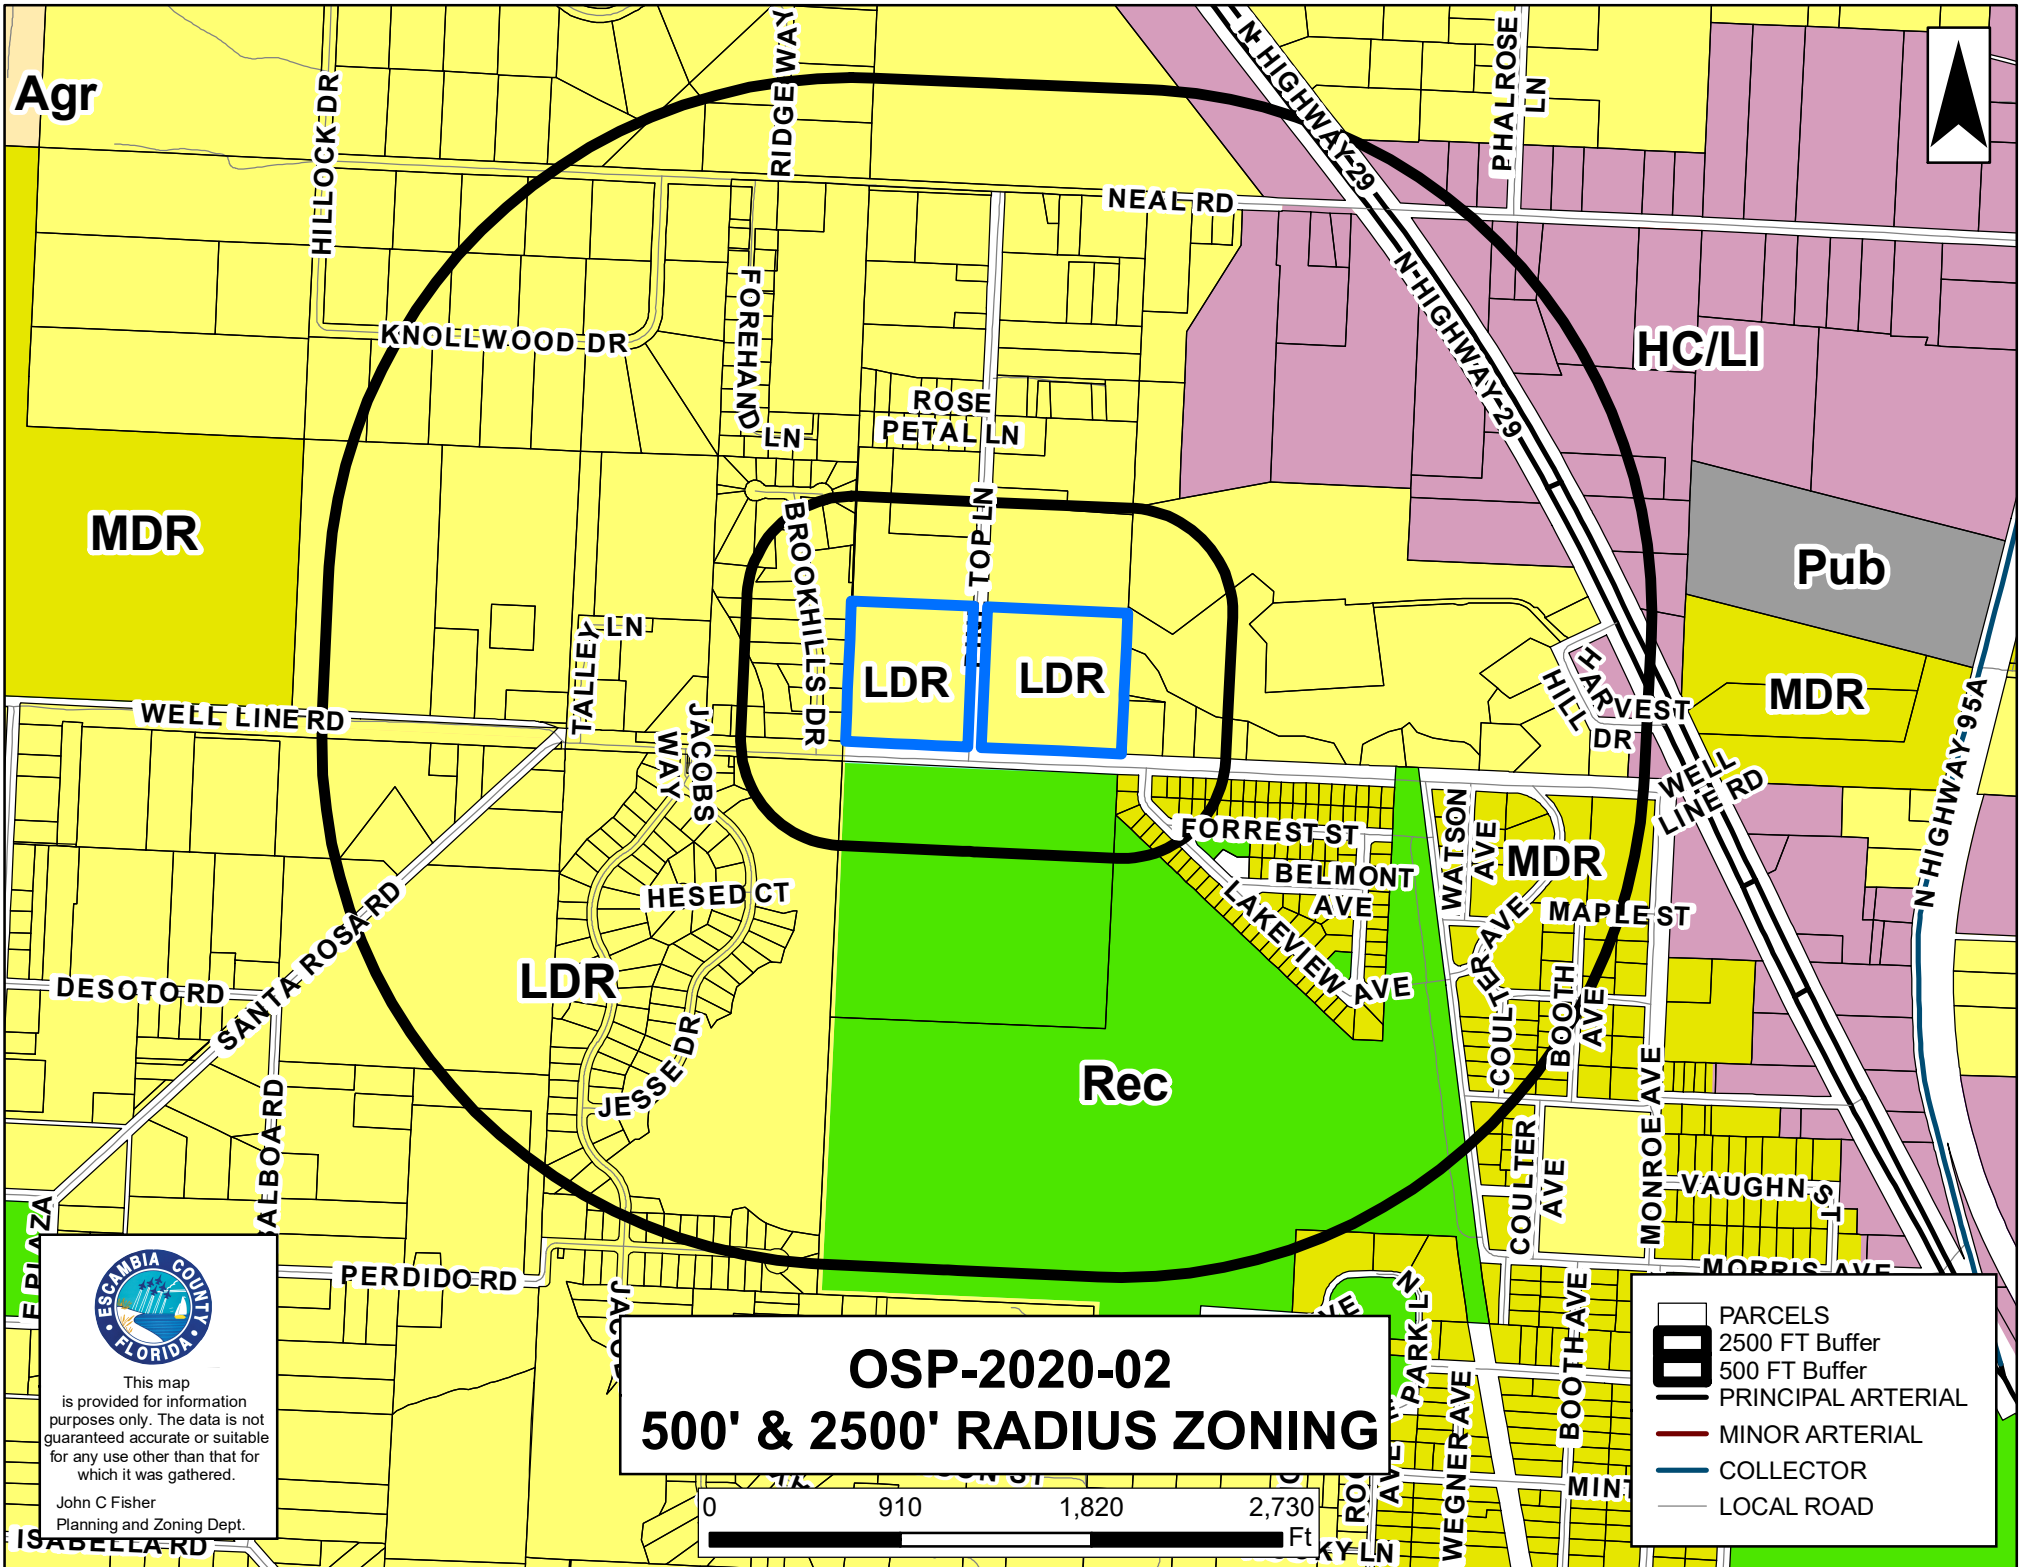 Agr
HILLOCK DR
RIDGEWAY
N HIGHWAY 29
PHALROSE
LN
NEAL RD
N HIGHWAY 29
KNOLLWOOD DR
FOREHAND
LN
ROSE
PETAL LN
HC/LI
MDR
BROOKHILLS DR
TOP LN
Pub
TALLEY
LN
LDR
LDR
HARVEST
HILL
DR
MDR
WELL LINE RD
JACOBS
WAY
WELL
LINE RD
N HIGHWAY 95A
FORREST ST
WATSON
AVE
MDR
BELMONT
AVE
HESED CT
LAKEVIEW AVE
COULTER AVE
MAPLE ST
SANTA ROSA RD
DESOTO RD
LDR
BOOTH
AVE
JESSE DR
Rec
MONROE AVE
COULTER
AVE
VAUGHN ST
PERDIDO RD
MORRIS AVE
N
PARK L
BOOTH AVE
WEGNER AVE
ISABELLA RD
ESCAMBIA COUNTY
FLORIDA
This map
is provided for information
purposes only. The data is not
guaranteed accurate or suitable
for any use other than that for
which it was gathered.
John C Fisher
Planning and Zoning Dept.
OSP-2020-02
500' & 2500' RADIUS ZONING
0 910 1,820 2,730
Ft
PARCELS
2500 FT Buffer
500 FT Buffer
PRINCIPAL ARTERIAL
MINOR ARTERIAL
COLLECTOR
LOCAL ROAD